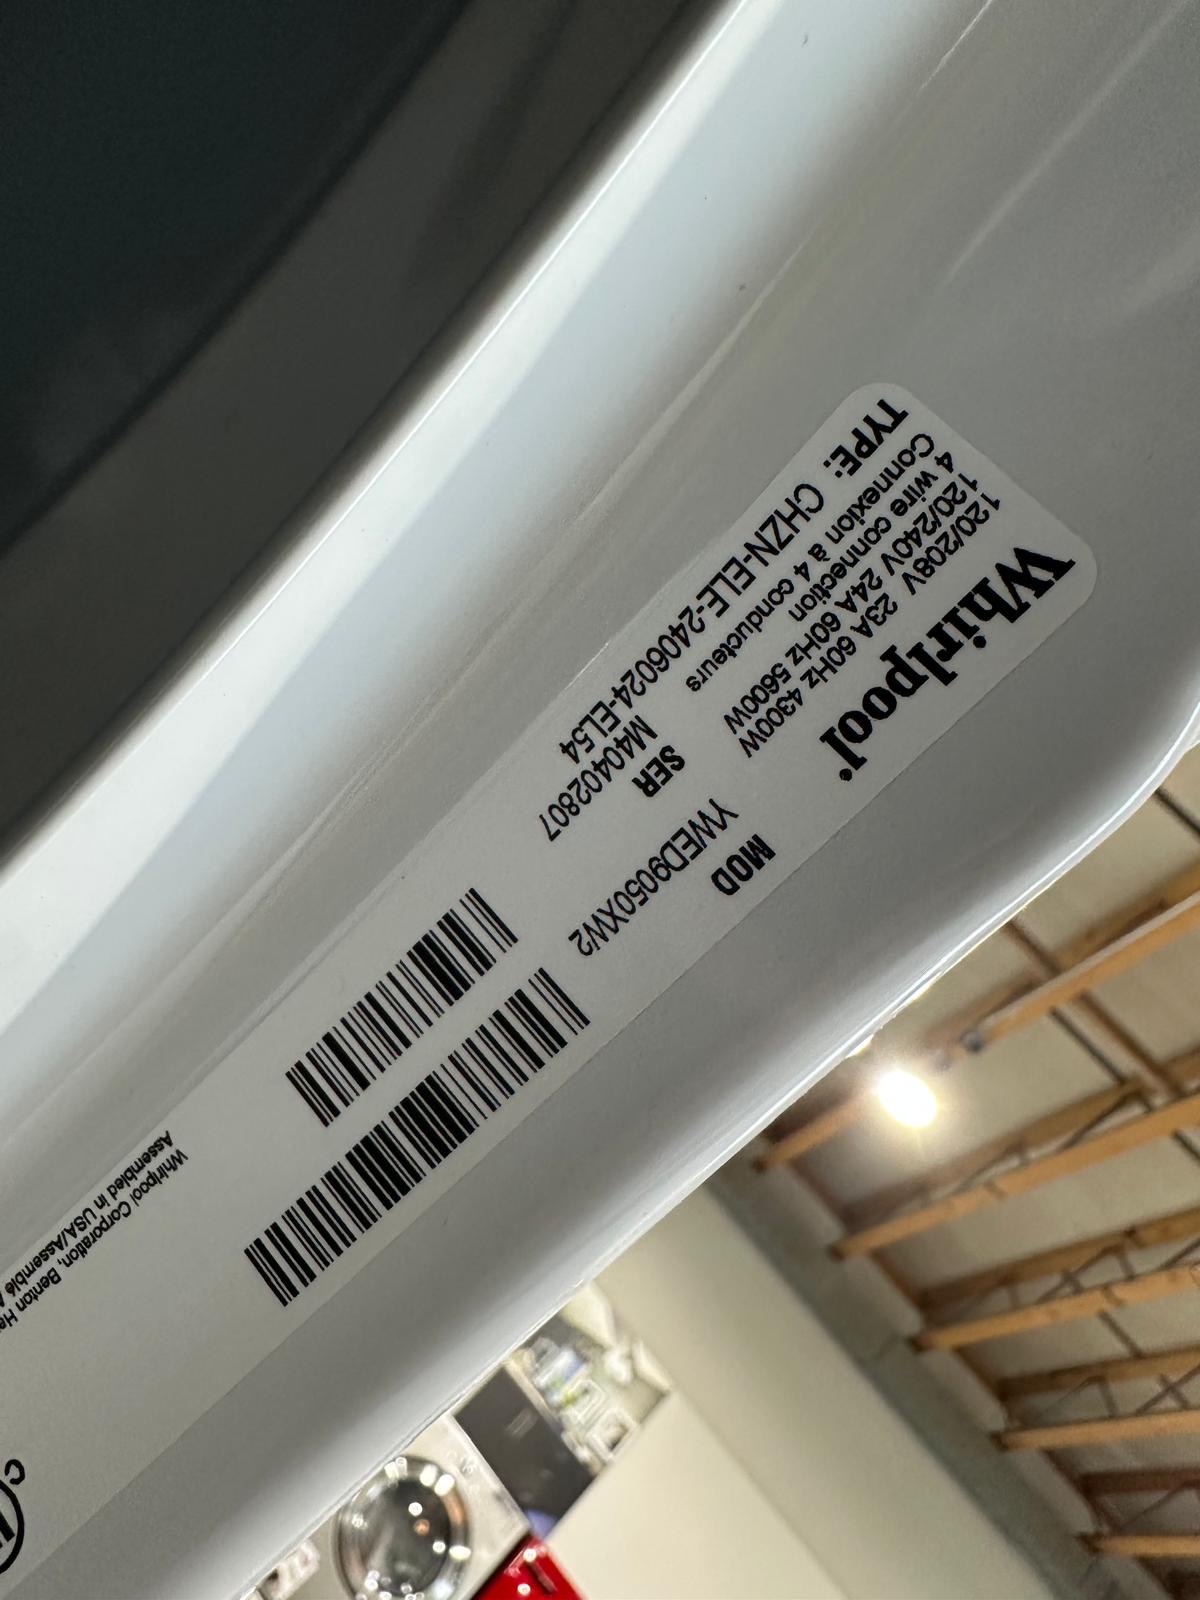 Whirlpool
120/208V 23A 60Hz 4300W
120/240V 24A 60Hz 5600W
4 wire connection
Connexion à 4 conducteurs
TYPE: CHZN-ELE-2406024-EL54
MOD
YWED9050XW2
SER
M40402807
Whirlpool Corporation, Benton
Assembled in USA/Assemblé